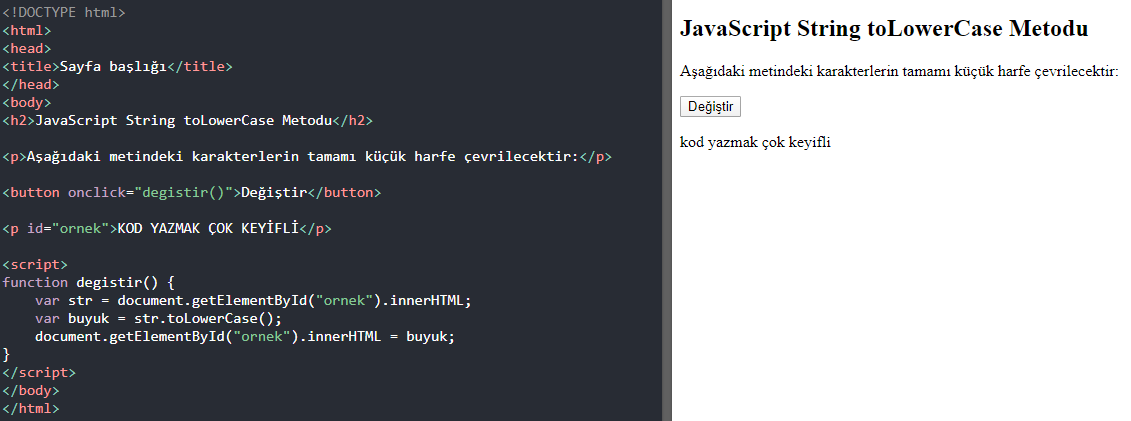 <!DOCTYPE html>
<html>
<head>
<title>Sayfa başlığı</title>
</head>
<body>
<h2>JavaScript String toLowerCase Metodu</h2>
<p>Aşağıdaki metindeki karakterlerin tamamı küçük harfe çevrilecektir:</p>
<button onclick="degistir()">Değiştir</button>
<p id="ornek">KOD YAZMAK ÇOK KEYİFLİ</p>
<script>
function degistir() {
    var str = document.getElementById("ornek").innerHTML;
    var buyuk = str.toLowerCase();
    document.getElementById("ornek").innerHTML = buyuk;
}
</script>
</body>
</html>
JavaScript String toLowerCase Metodu
Aşağıdaki metindeki karakterlerin tamamı küçük harfe çevrilecektir:
Değiştir
kod yazmak çok keyifli